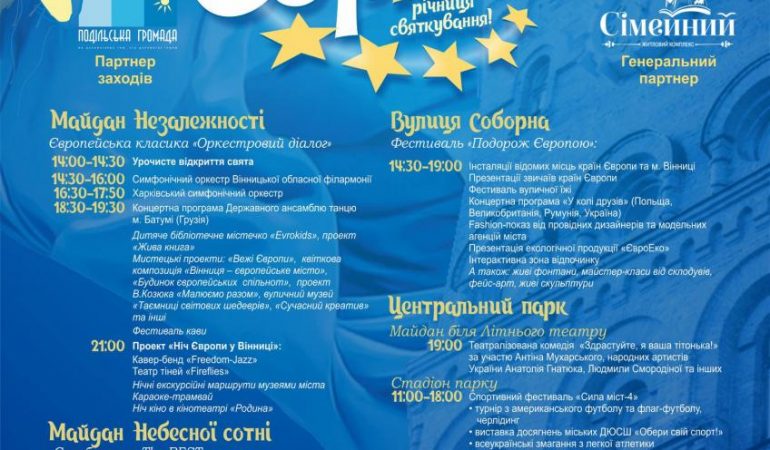 річниця
святкування!
ПОДІЛЬСЬКА ГРОМАДА
Партнер
заходів
Сімейний
ЖИТЛОВИЙ КОМПЛЕКС
Генеральний
партнер
Майдан Незалежності
Європейська класика «Оркестровий діалог»
14:00–14:30 Урочисте відкриття свята
14:30–16:00 Симфонічний оркестр Вінницької обласної філармонії
16:30–17:50 Харківський симфонічний оркестр
18:30–19:30 Концертна програма Державного ансамблю танцю
м. Батумі (Грузія)
Дитяче бібліотечне містечко «Evrokids», проект
«Жива книга»
Мистецькі проекти: «Вежі Європи», квіткова
композиція «Вінниця – європейське місто»,
«Будинок європейських спільнот», проект
В.Козюка «Малюємо разом», вуличний музей
«Таємниці світових шедеврів», «Сучасний креатив»
та інші
Фестиваль кави
21:00 Проект «Ніч Європи у Вінниці»:
Кавер-бенд «Freedom-Jazz»
Театр тіней «Fireflies»
Нічні екскурсійні маршрути музеями міста
Караоке-трамвай
Ніч кіно в кінотеатрі «Родина»
Майдан Небесної сотні
Вулиця Соборна
Фестиваль «Подорож Європою»:
14:30–19:00 Інсталяції відомих місць країн Європи та м. Вінниці
Презентації звичаїв країн Європи
Фестиваль вуличної їжі
Концертна програма «У колі друзів» (Польща,
Великобританія, Румунія, Україна)
Fashion-показ від провідних дизайнерів та модельних
агенцій міста
Презентація екологічної продукції «ЄвроЕко»
Інтерактивна зона відпочинку
А також: живі фонтани, майстер-класи від склодувів,
фейс-арт, живі скульптури
Центральний парк
Майдан біля Літнього театру
19:00 Театралізована комедія «Здрастуйте, я ваша тітонька!»
за участю Антіна Мухарського, народних артистів
України Анатолія Гнатюка, Людмили Смородіної та інших
Стадіон парку
11:00–18:00 Спортивний фестиваль «Сила міст-4»
• турнір з американського футболу та флаг-футболу,
черлідинг
• виставка досягнень міських ДЮСШ «Обери свій спорт!»
• всеукраїнські змагання з легкої атлетики